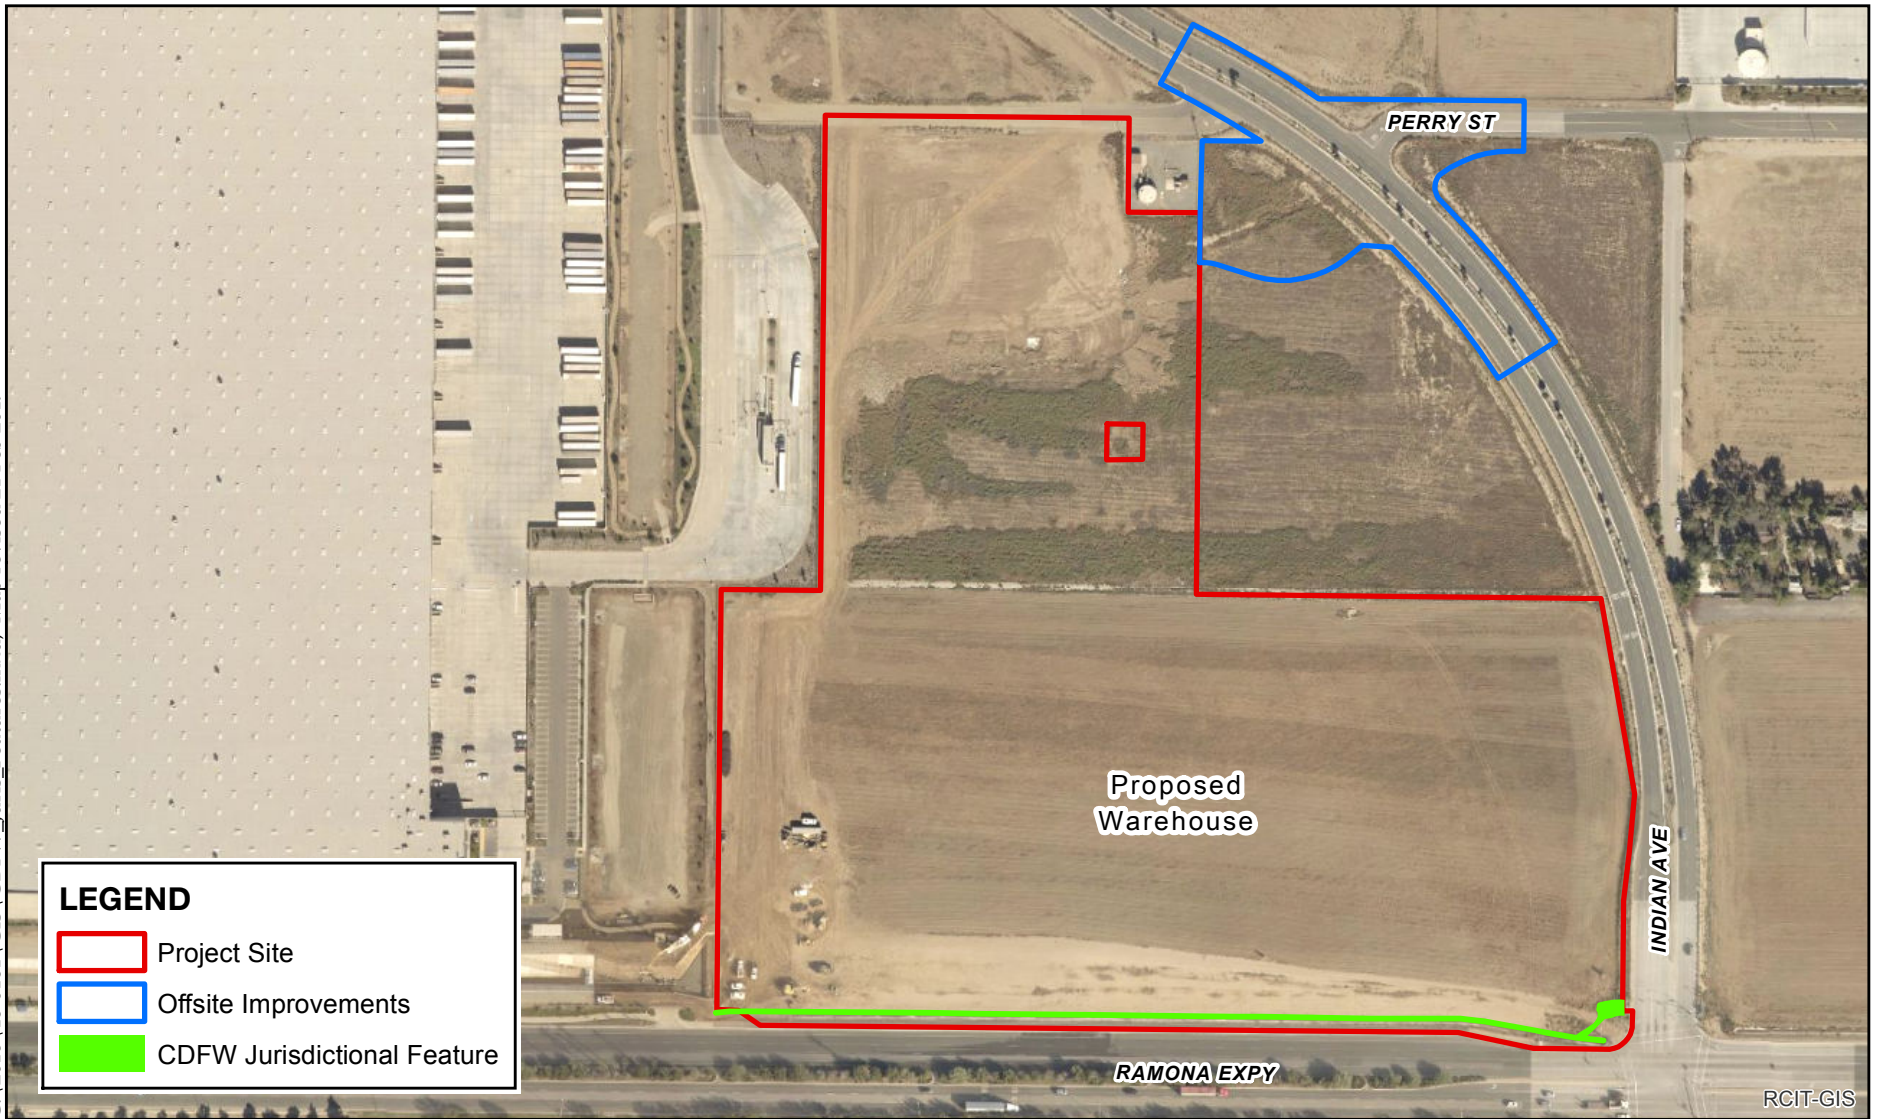 PERRY ST
Proposed
Warehouse
INDIAN AVE
LEGEND
Project Site
Offsite Improvements
CDFW Jurisdictional Feature
RAMONA EXPY
RCIT-GIS